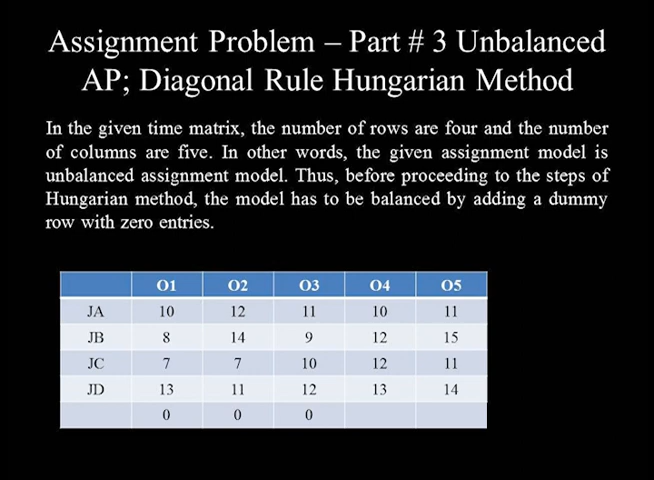 Assignment Problem – Part # 3 Unbalanced
AP; Diagonal Rule Hungarian Method
In the given time matrix, the number of rows are four and the number
of columns are five. In other words, the given assignment model is
unbalanced assignment model. Thus, before proceeding to the steps of
Hungarian method, the model has to be balanced by adding a dummy
row with zero entries.
O1 O2 O3 O4 O5
JA 10 12 11 10 11
JB 8 14 9 12 15
JC 7 7 10 12 11
JD 13 11 12 13 14
0 0 0